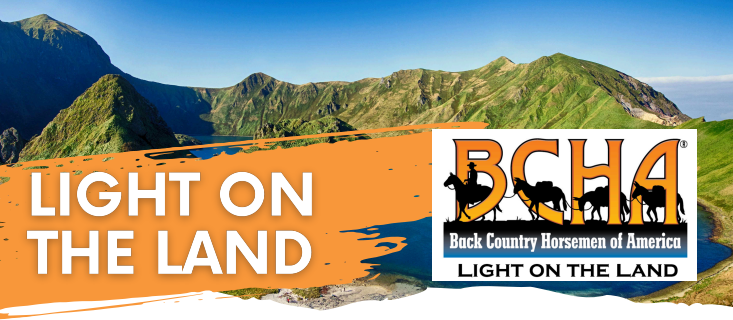 LIGHT ON
THE LAND
BCHA®
Back Country Horsemen of America
LIGHT ON THE LAND